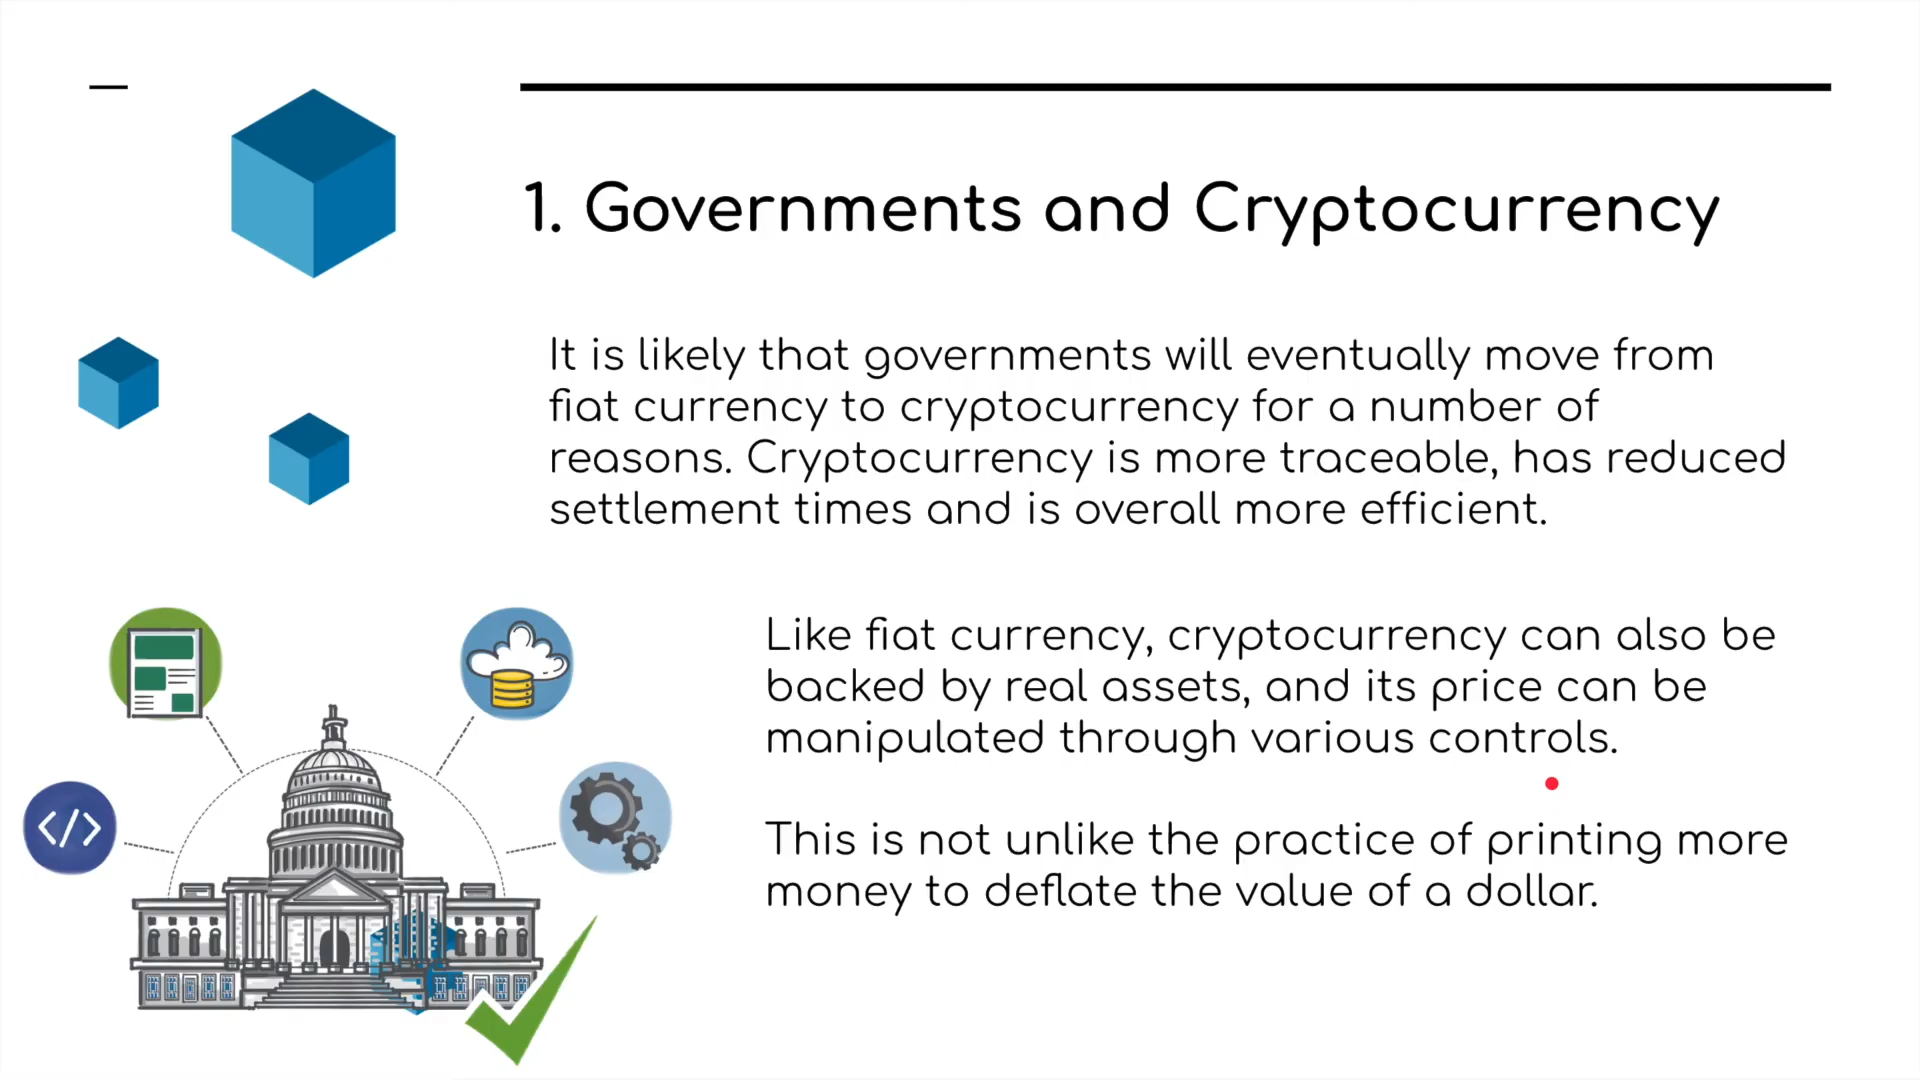 1. Governments and Cryptocurrency
It is likely that governments will eventually move from
fiat currency to cryptocurrency for a number of
reasons. Cryptocurrency is more traceable, has reduced
settlement times and is overall more efficient.
Like fiat currency, cryptocurrency can also be
backed by real assets, and its price can be
manipulated through various controls.
This is not unlike the practice of printing more
money to deflate the value of a dollar.
</>